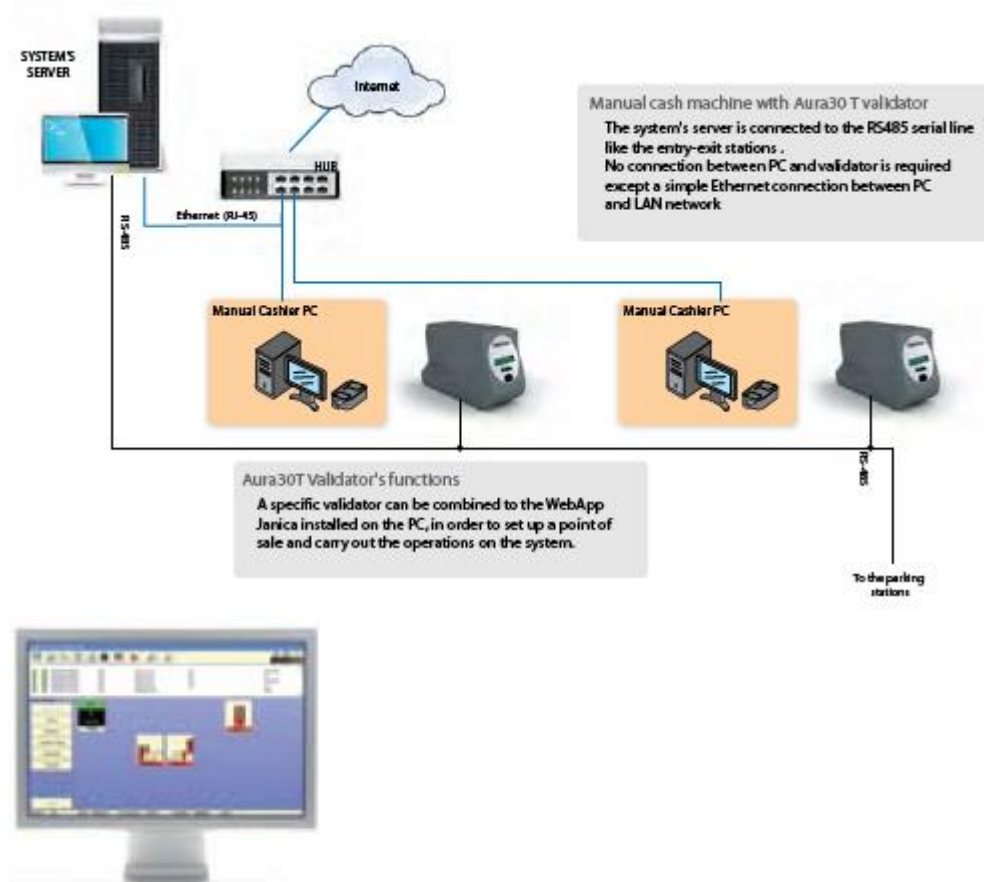 SYSTEM'S
SERVER
Internet
HUB
Ethernet (RJ-45)
RS-485
Manual cash machine with Aura30 T validator
The system's server is connected to the RS485 serial line
like the entry-exit stations .
No connection between PC and validator is required
except a simple Ethernet connection between PC
and LAN network
Manual Cashier PC
Manual Cashier PC
RS-485
Aura30T Validator's functions
A specific validator can be combined to the WebApp
Janica installed on the PC, in order to set up a point of
sale and carry out the operations on the system.
To the parking
stations